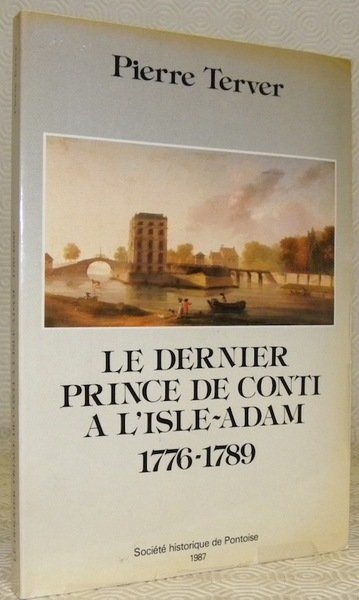 Pierre Terver
LE DERNIER
PRINCE DE CONTI
A L'ISLE-ADAM
1776-1789
Société historique de Pontoise
1987